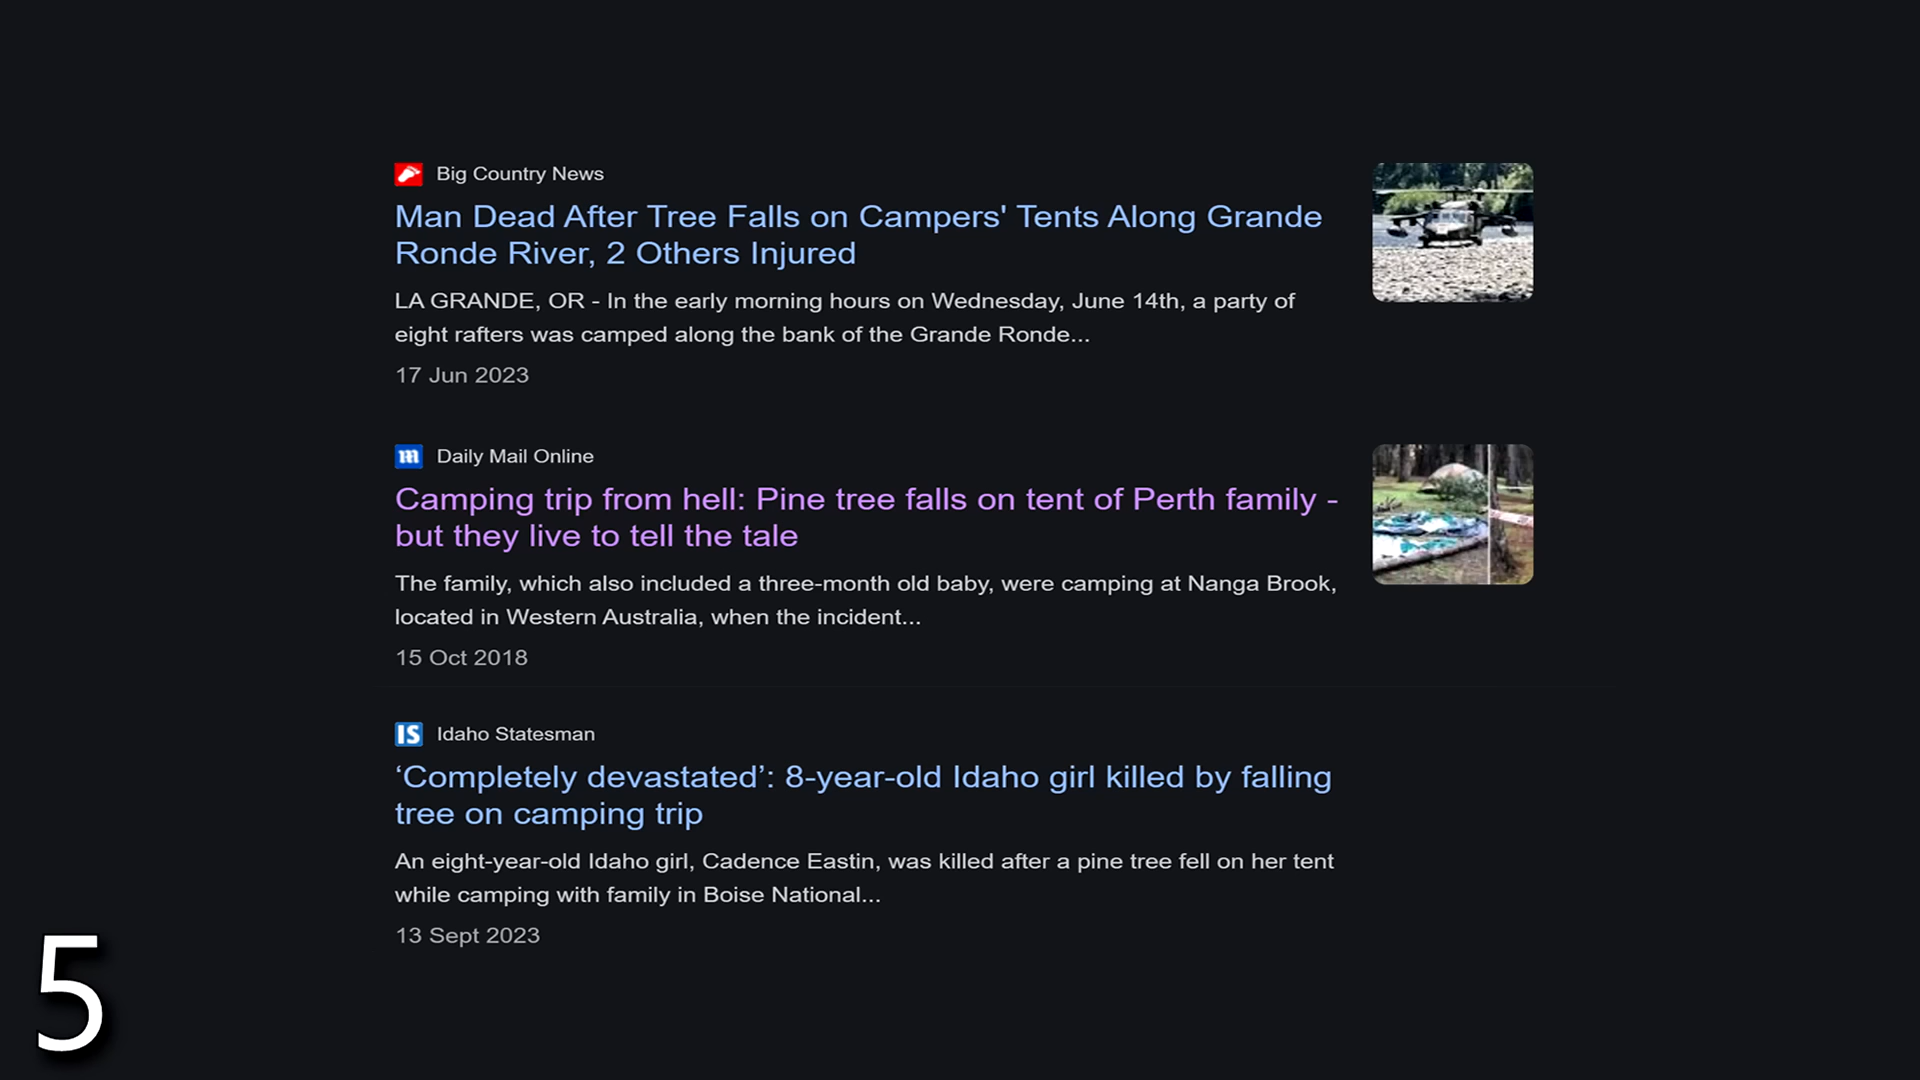 Big Country News
Man Dead After Tree Falls on Campers' Tents Along Grande
Ronde River, 2 Others Injured
LA GRANDE, OR - In the early morning hours on Wednesday, June 14th, a party of
eight rafters was camped along the bank of the Grande Ronde...
17 Jun 2023
m Daily Mail Online
Camping trip from hell: Pine tree falls on tent of Perth family -
but they live to tell the tale
The family, which also included a three-month old baby, were camping at Nanga Brook,
located in Western Australia, when the incident...
15 Oct 2018
IS Idaho Statesman
‘Completely devastated’: 8-year-old Idaho girl killed by falling
tree on camping trip
An eight-year-old Idaho girl, Cadence Eastin, was killed after a pine tree fell on her tent
while camping with family in Boise National...
13 Sept 2023
5